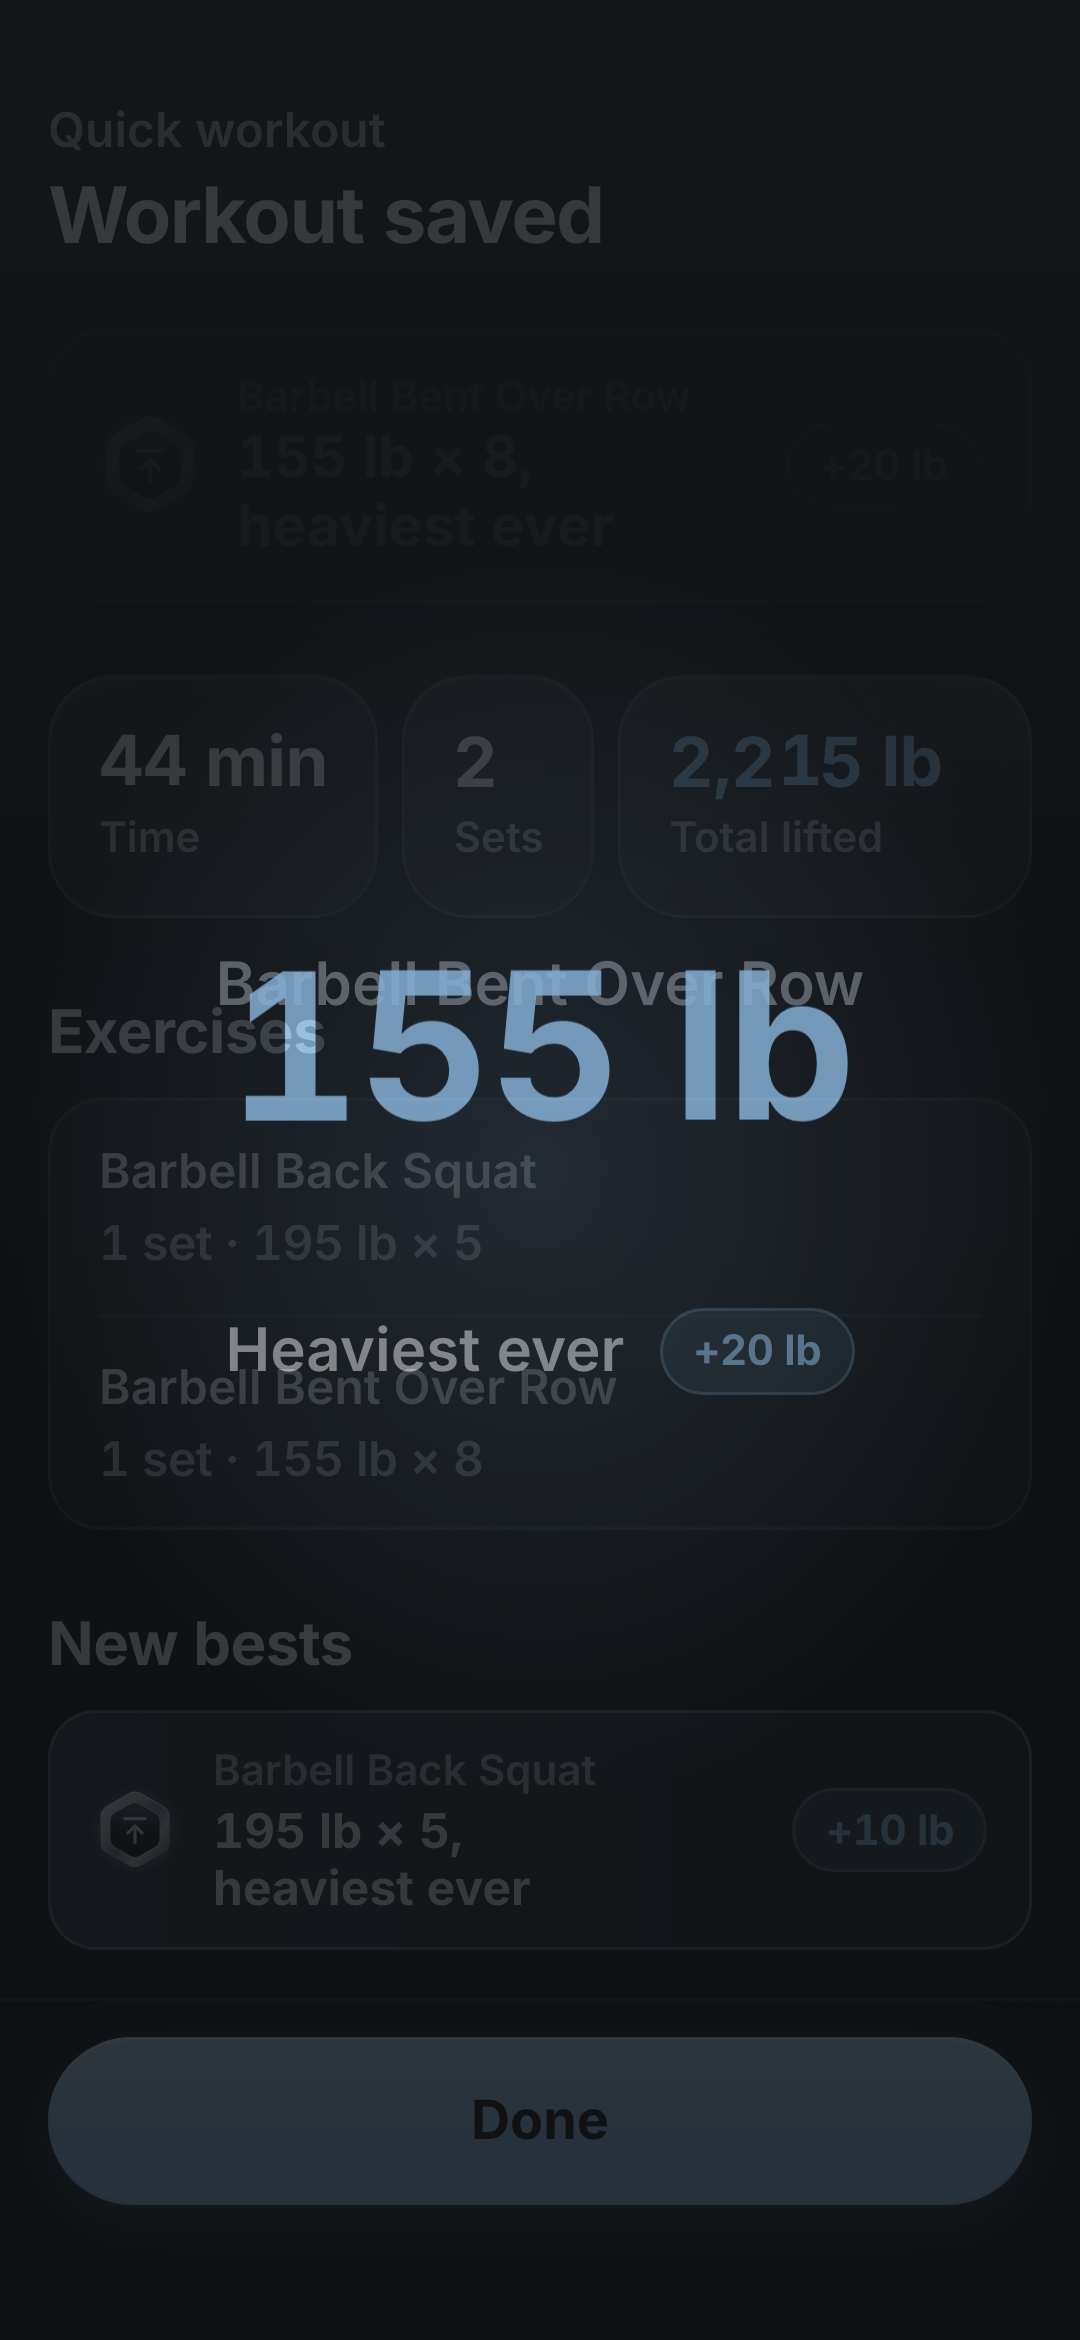 Quick workout
Workout saved
Barbell Bent Over Row
155 lb × 8,
heaviest ever
+20 lb
44 min
Time
2
Sets
2,215 lb
Total lifted
Barbell Bent Over Row
155 lb
Exercises
Barbell Back Squat
1 set · 195 lb × 5
Heaviest ever
+20 lb
Barbell Bent Over Row
1 set · 155 lb × 8
New bests
Barbell Back Squat
195 lb × 5,
heaviest ever
+10 lb
Done